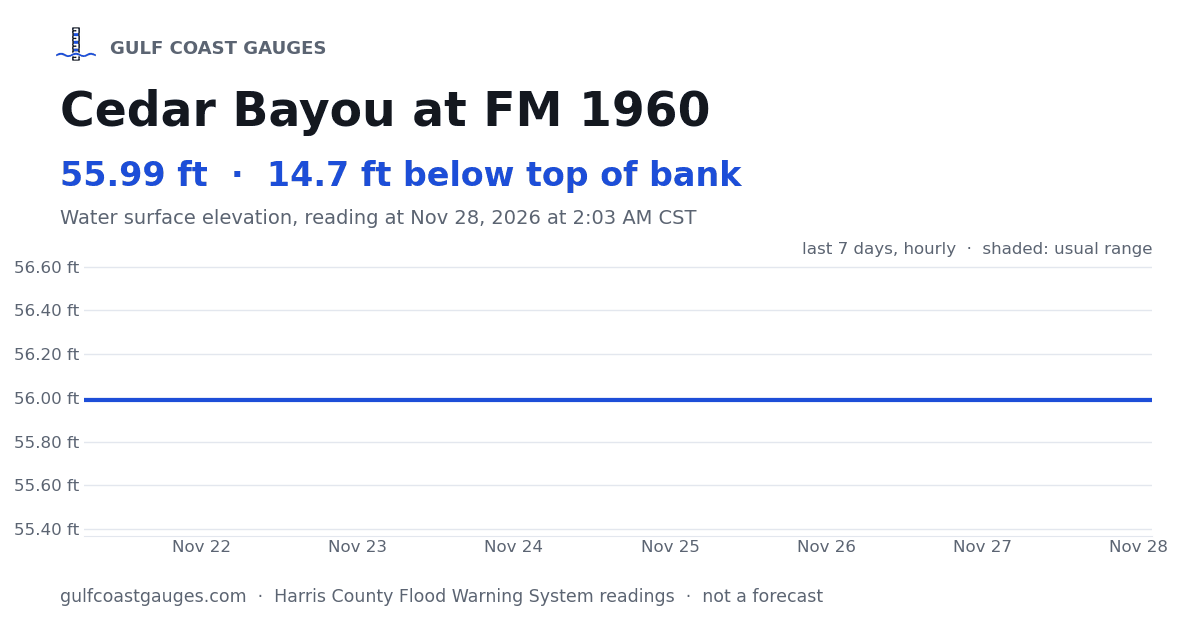 GULF COAST GAUGES
Cedar Bayou at FM 1960
55.99 ft · 14.7 ft below top of bank
Water surface elevation, reading at Nov 28, 2026 at 2:03 AM CST
last 7 days, hourly · shaded: usual range
56.60 ft
56.40 ft
56.20 ft
56.00 ft
55.80 ft
55.60 ft
55.40 ft
Nov 22 Nov 23 Nov 24 Nov 25 Nov 26 Nov 27 Nov 28
gulfcoastgauges.com · Harris County Flood Warning System readings · not a forecast